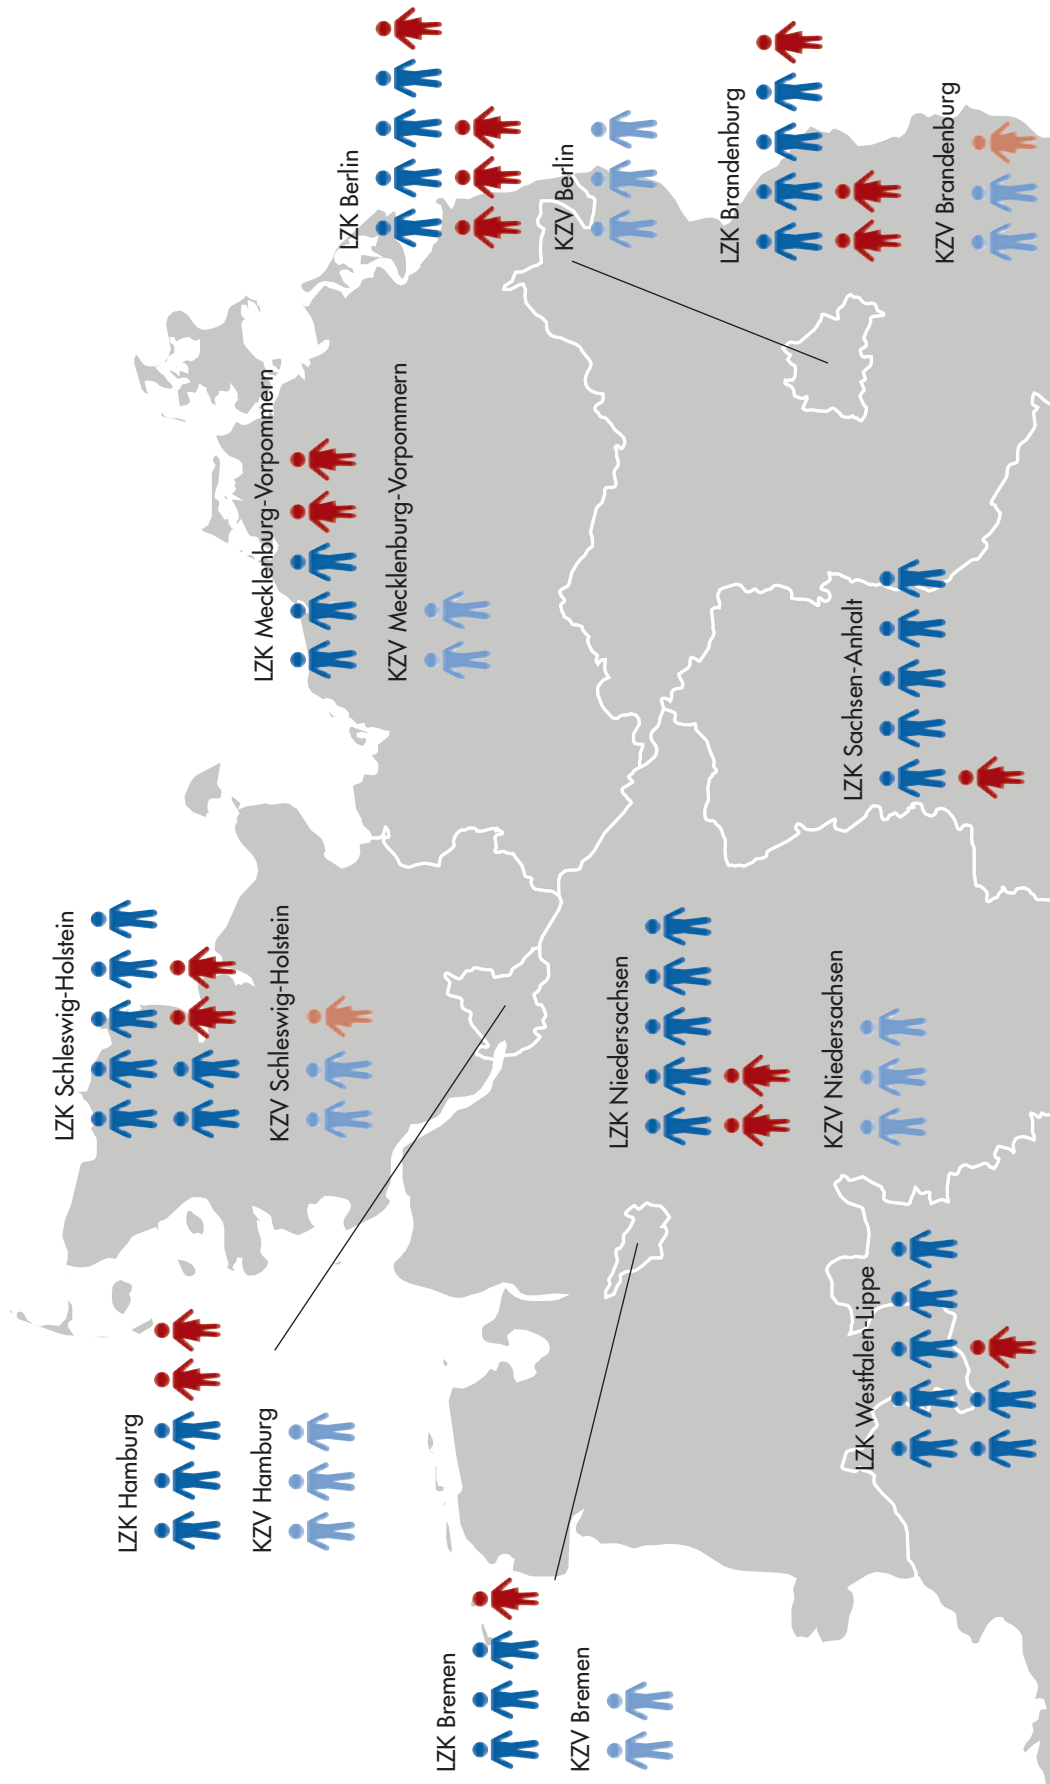 LZK Schleswig-Holstein
KZV Schleswig-Holstein
LZK Hamburg
KZV Hamburg
LZK Mecklenburg-Vorpommern
KZV Mecklenburg-Vorpommern
LZK Bremen
KZV Bremen
LZK Berlin
KZV Berlin
LZK Niedersachsen
KZV Niedersachsen
LZK Brandenburg
KZV Brandenburg
LZK Sachsen-Anhalt
LZK Westfalen-Lippe